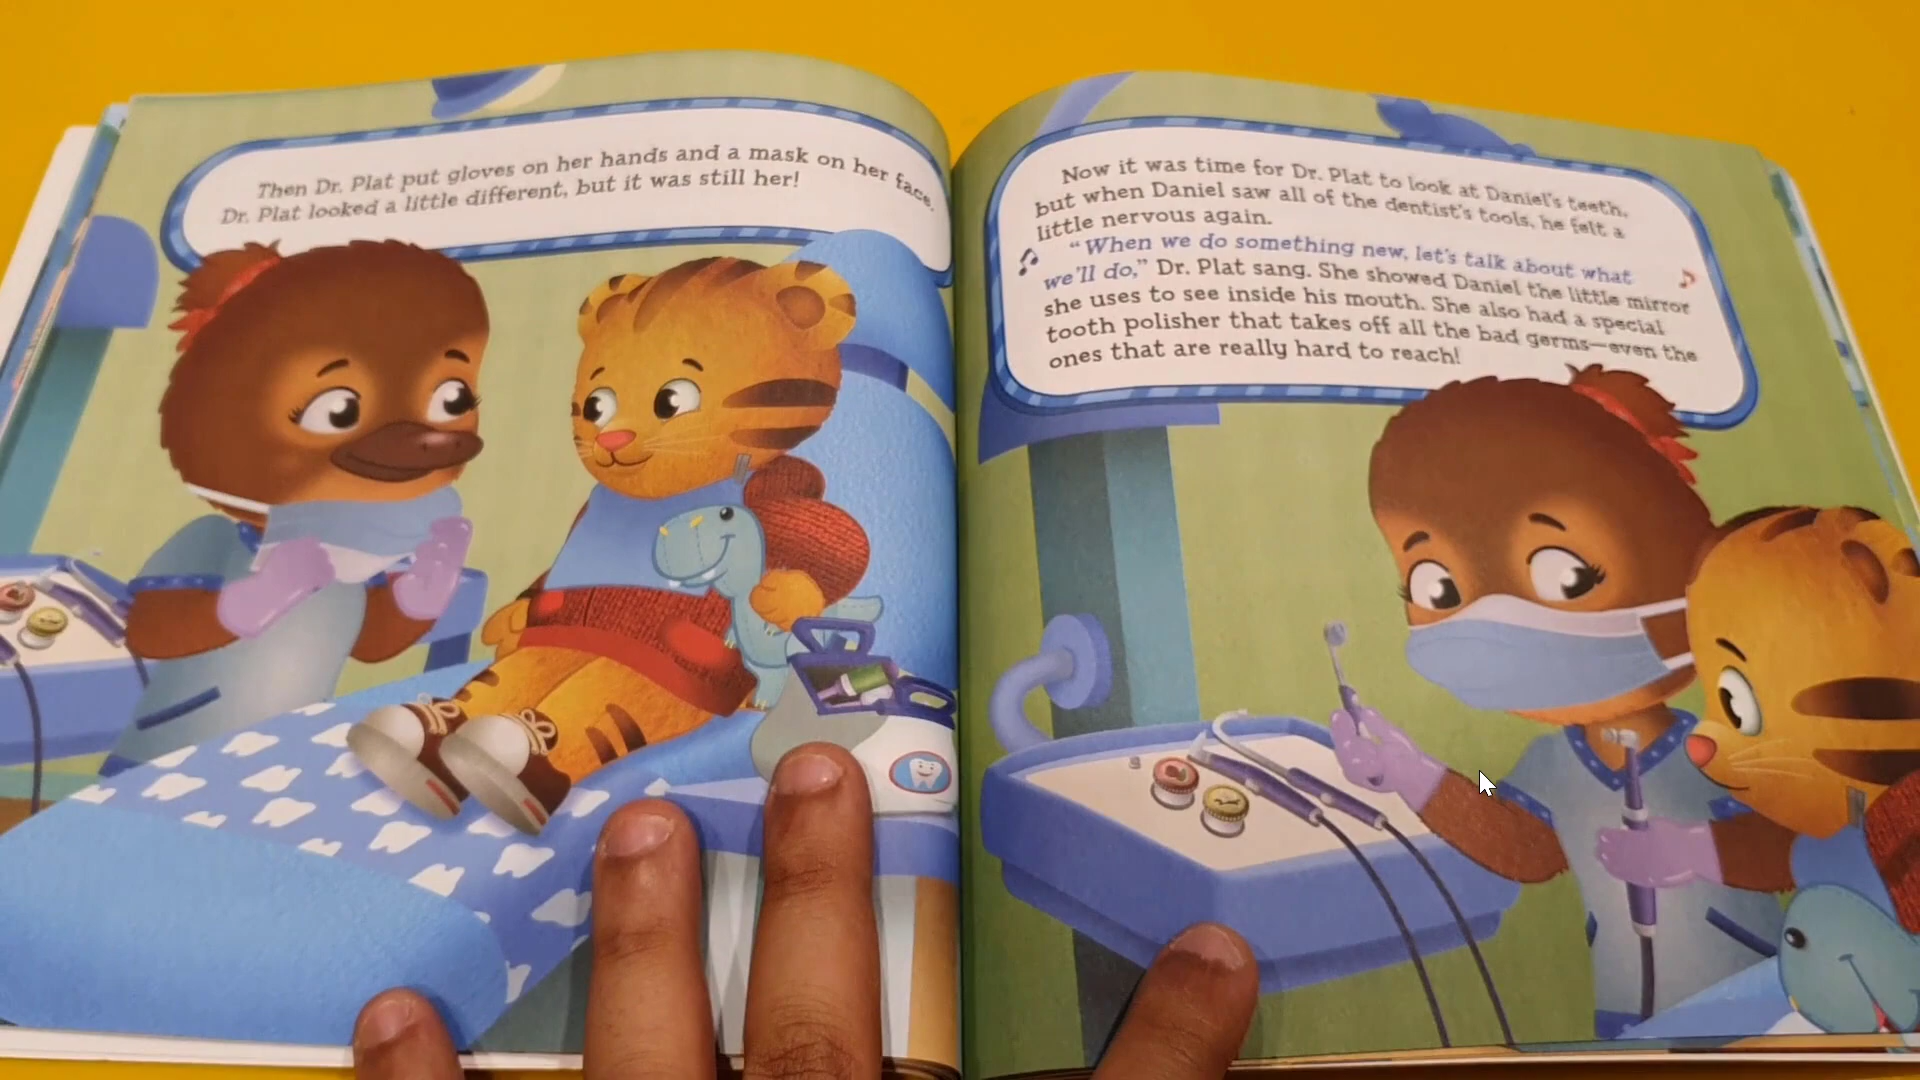 Then Dr. Plat put gloves on her hands and a mask on her face.
Dr. Plat looked a little different, but it was still her!
Now it was time for Dr. Plat to look at Daniel's teeth,
but when Daniel saw all of the dentist's tools, he felt a
little nervous again.
"When we do something new, let's talk about what
we'll do," Dr. Plat sang. She showed Daniel the little mirror
she uses to see inside his mouth. She also had a special
tooth polisher that takes off all the bad germs—even the
ones that are really hard to reach!